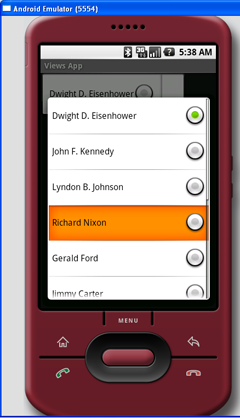 Android Emulator (5554)
3G
5:38 AM
Views App
Dwight D. Eisenhower
Dwight D. Eisenhower
John F. Kennedy
Lyndon B. Johnson
Richard Nixon
Gerald Ford
Jimmy Carter
MENU